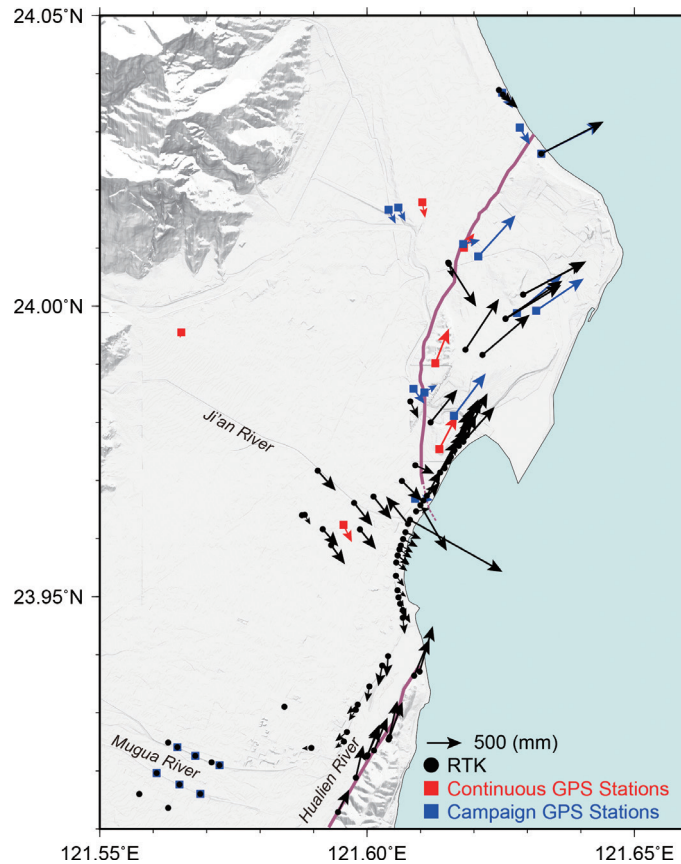 24.05°N
24.00°N
Ji'an River
23.95°N
Mugua River
Hualien River
500 (mm)
RTK
Continuous GPS Stations
Campaign GPS Stations
121.55°E
121.60°E
121.65°E